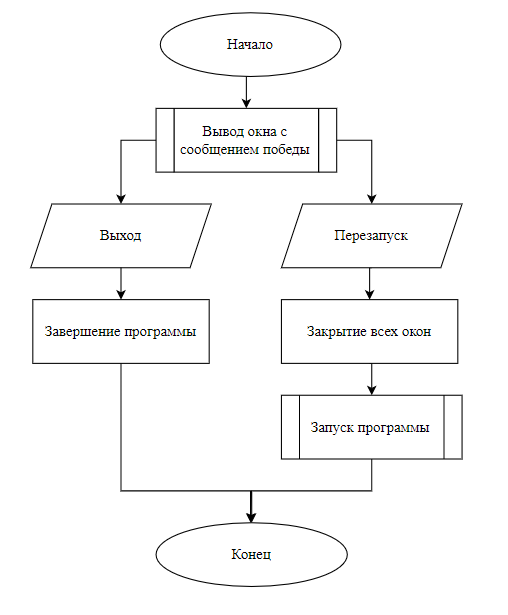 Начало
Вывод окна с
сообщением победы
Выход
Перезапуск
Завершение программы
Закрытие всех окон
Запуск программы
Конец